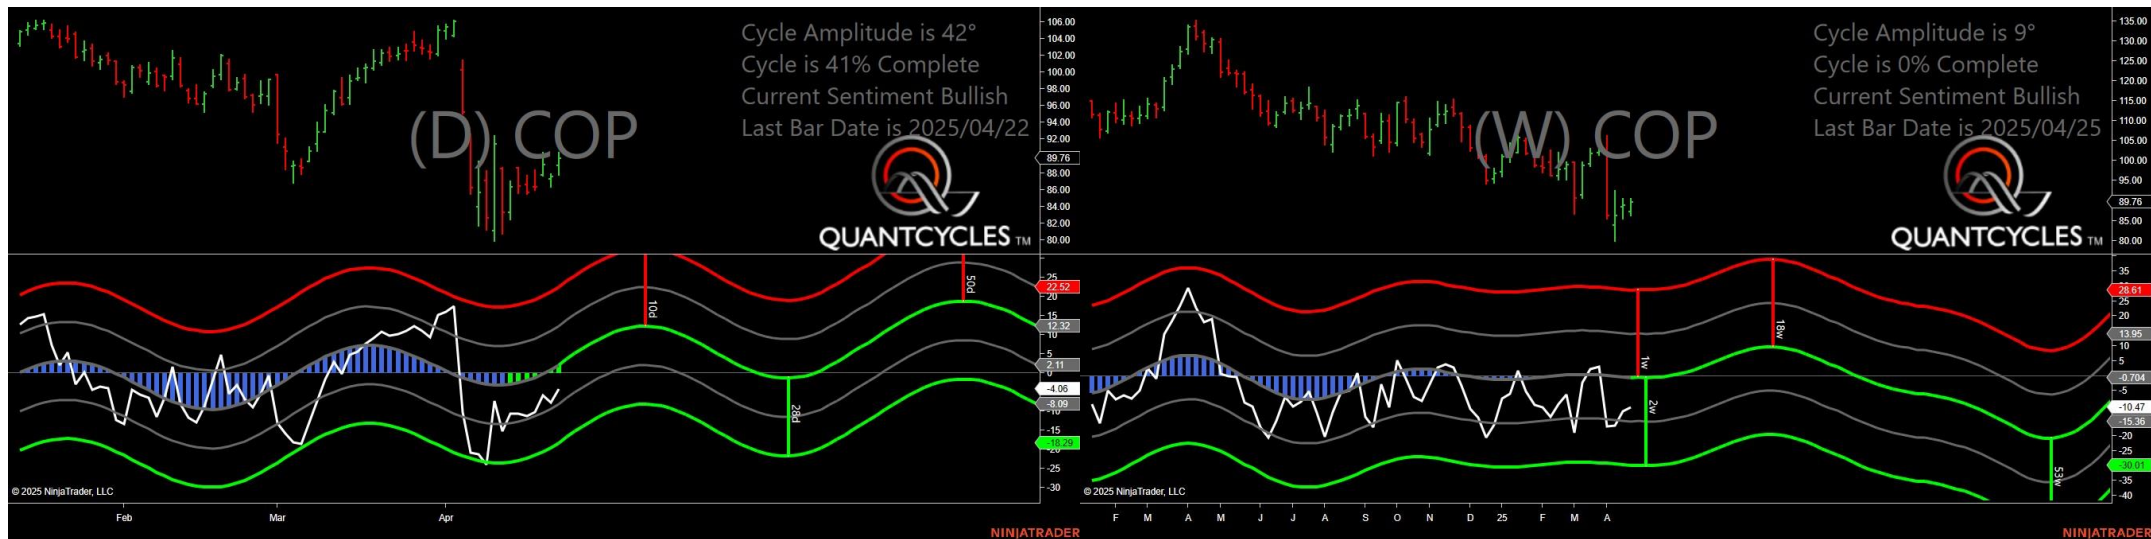 Cycle Amplitude is 42°
Cycle is 41% Complete
Current Sentiment Bullish
Last Bar Date is 2025/04/22
(D) COP
QUANTCYCLES TM
106.00
104.00
102.00
100.00
98.00
96.00
94.00
92.00
89.76
88.00
86.00
84.00
82.00
80.00
10d
28d
50d
25
22.52
20
15
12.32
10
5
2.11
0
-4.06
-8.09
-10
-15
-18.29
-20
-25
-30
© 2025 NinjaTrader, LLC
Feb Mar Apr
NINJATRADER
Cycle Amplitude is 9°
Cycle is 0% Complete
Current Sentiment Bullish
Last Bar Date is 2025/04/25
(W) COP
QUANTCYCLES TM
135.00
130.00
125.00
120.00
115.00
110.00
105.00
100.00
95.00
89.76
85.00
80.00
1w
2w
18w
53w
35
28.61
25
20
13.95
10
5
-0.704
-5
-10.47
-15.36
-20
-25
-30.01
-35
-40
© 2025 NinjaTrader, LLC
F M A M J J A S O N D 25 F M A
NINJATRADER